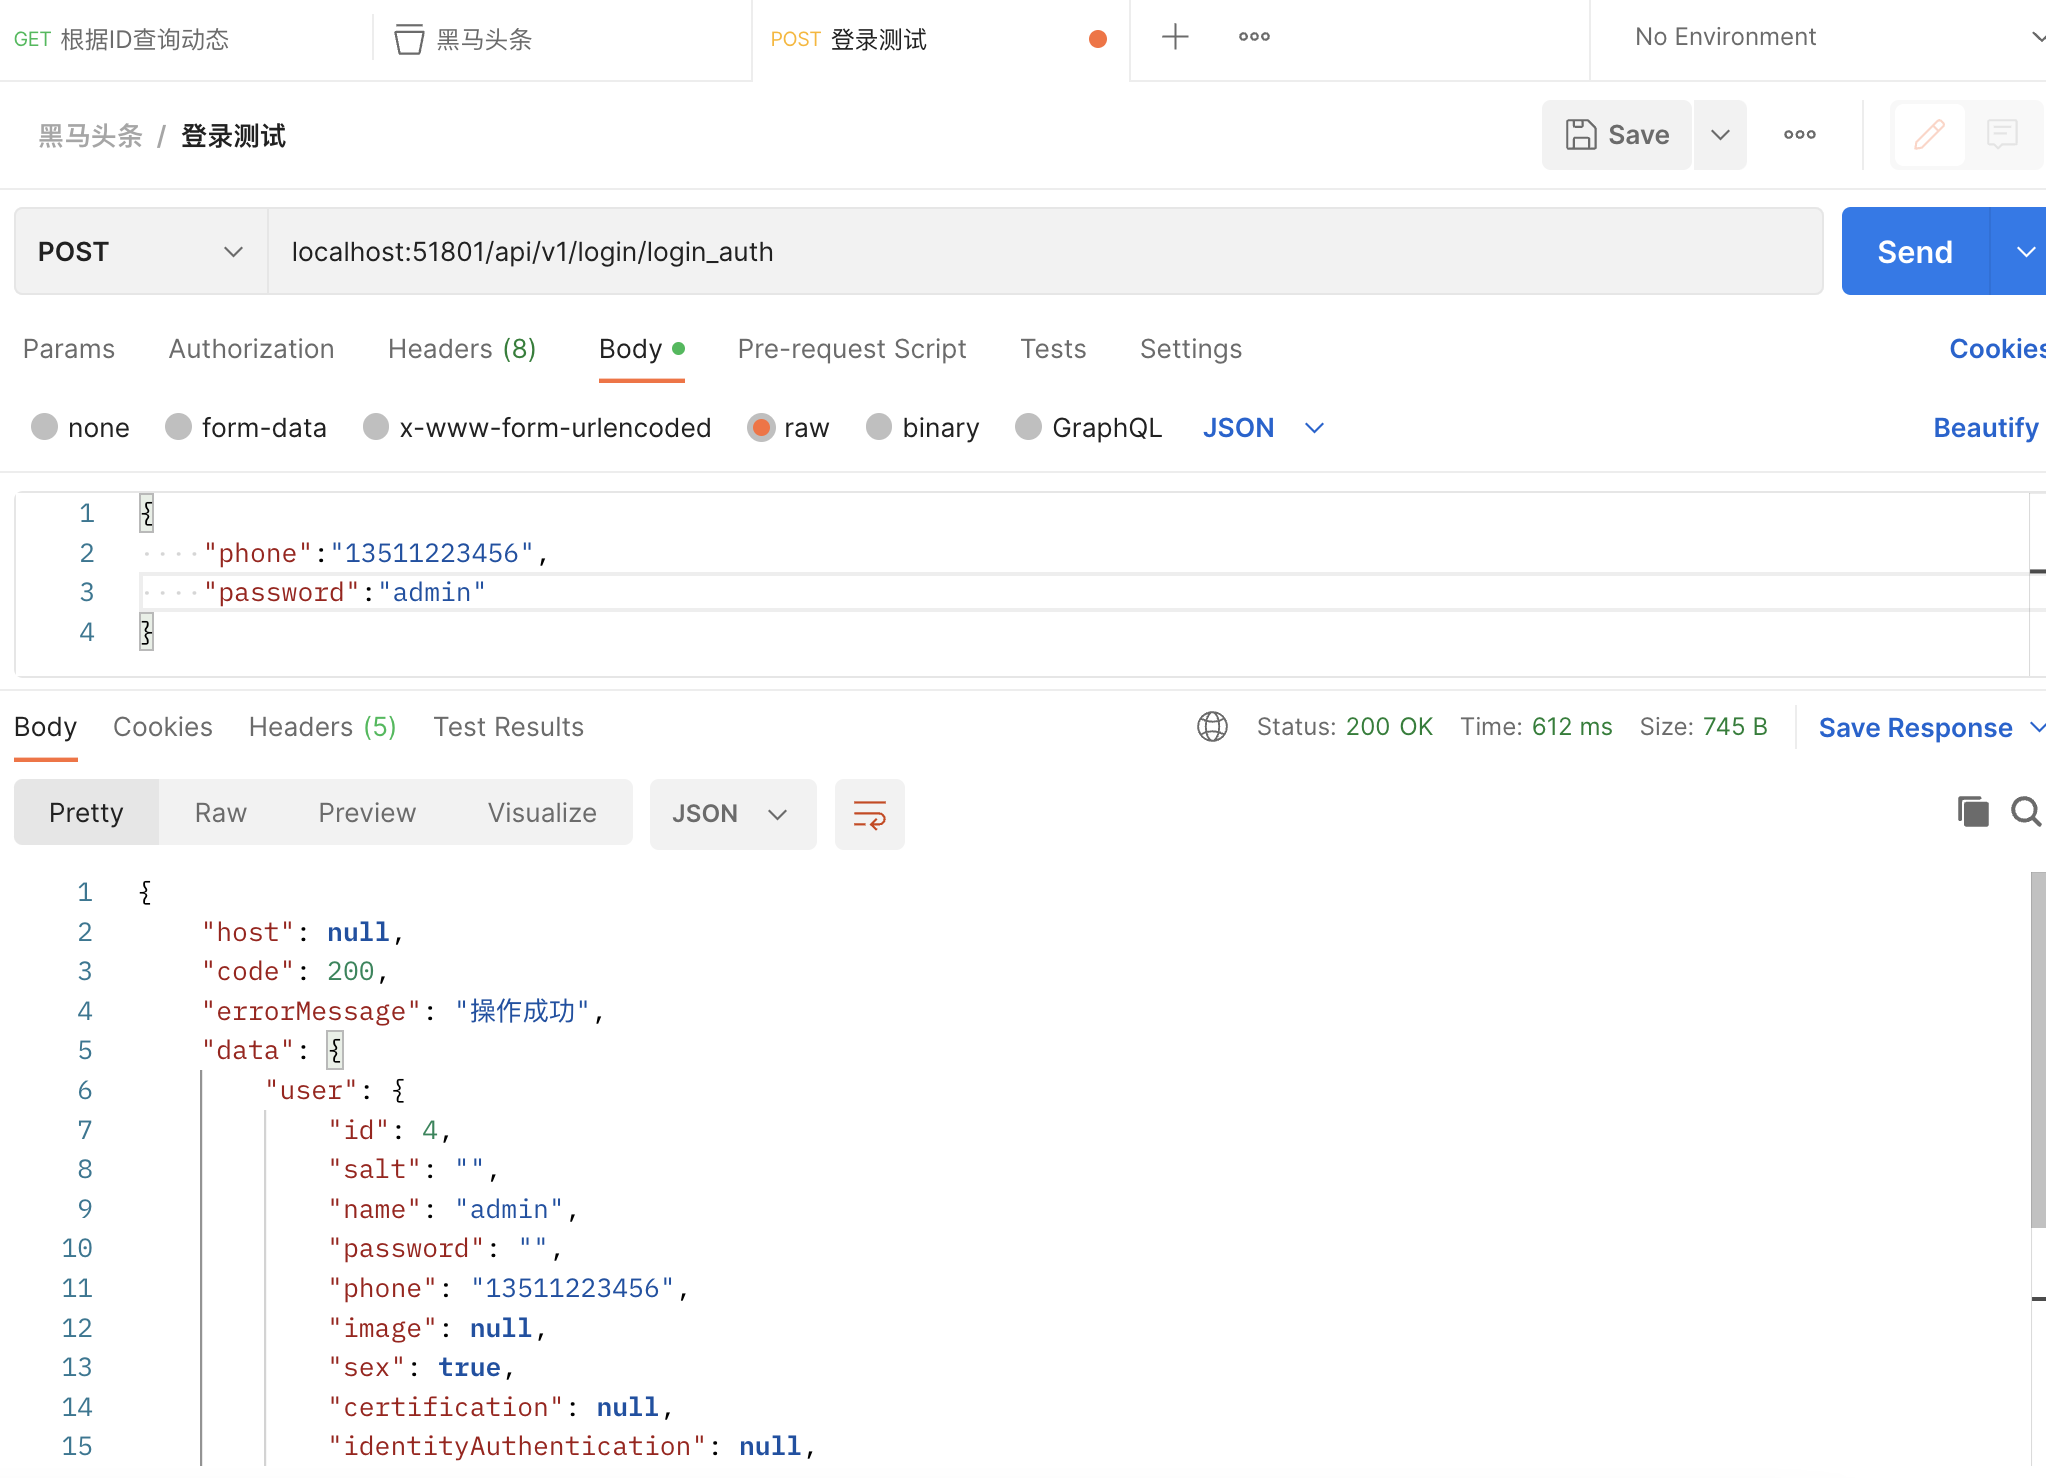 GET 根据ID查询动态 黑马头条 POST 登录测试 No Environment
黑马头条 / 登录测试 Save
POST localhost:51801/api/v1/login/login_auth Send
Params Authorization Headers (8) Body Pre-request Script Tests Settings Cookies
none form-data x-www-form-urlencoded raw binary GraphQL JSON Beautify
1 {
2 "phone":"13511223456",
3 "password":"admin"
4 }
Body Cookies Headers (5) Test Results Status: 200 OK Time: 612 ms Size: 745 B Save Response
Pretty Raw Preview Visualize JSON
1 {
2 "host": null,
3 "code": 200,
4 "errorMessage": "操作成功",
5 "data": {
6 "user": {
7 "id": 4,
8 "salt": "",
9 "name": "admin",
10 "password": "",
11 "phone": "13511223456",
12 "image": null,
13 "sex": true,
14 "certification": null,
15 "identityAuthentication": null,